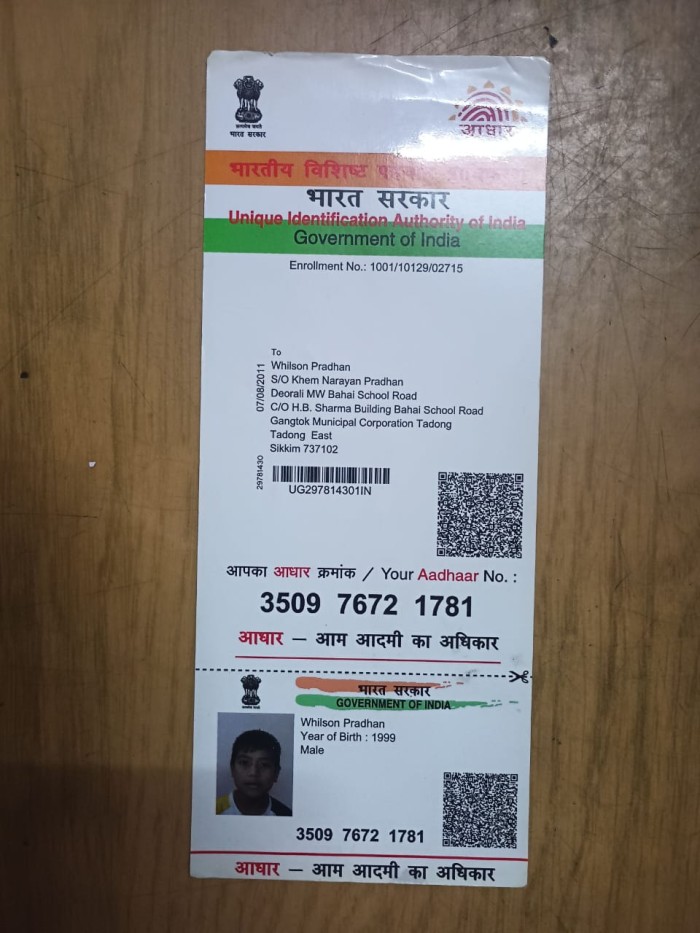 भारत सरकार
आधार
भारतीय विशिष्ट
भारत सरकार
Unique Identification Authority of India
Government of India
Enrollment No.: 1001/10129/02715
07/08/2011
To
Whilson Pradhan
S/O Khem Narayan Pradhan
Deorali MW Bahai School Road
C/O H.B. Sharma Building Bahai School Road
Gangtok Municipal Corporation Tadong
Tadong East
Sikkim 737102
29781430
UG297814301IN
आपका आधार क्रमांक / Your Aadhaar No. :
3509 7672 1781
आधार – आम आदमी का अधिकार
भारत सरकार
GOVERNMENT OF INDIA
Whilson Pradhan
Year of Birth : 1999
Male
3509 7672 1781
आधार – आम आदमी का अधिकार